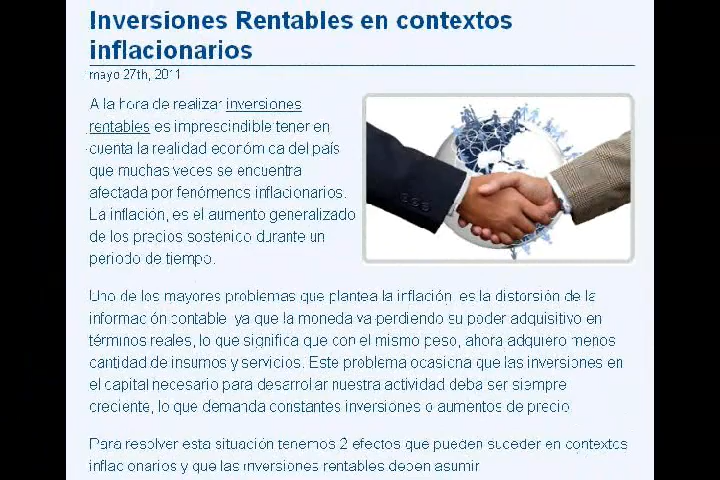 Inversiones Rentables en contextos
inflacionarios
mayo 27th, 2011
A la hora de realizar inversiones
rentables es imprescindible tener en
cuenta la realidad económica del país
que muchas veces se encuentra
afectada por fenómenos inflacionarios.
La inflación, es el aumento generalizado
de los precios sostenico durante un
periodo de tiempo.
Uno de los mayores problemas que plantea la inflación, es la distorsión de la
información contable, ya que la moneda va perdiendo su poder adquisitivo en
términos reales, lo que significa que con el mismo peso, ahora adquiero menos
cantidad de insumos y servicios. Este problema ocasiona que las inversiones en
el capital necesario para desarrollar nuestra actividad deba ser siempre
creciente, lo que demanda constantes inversiones o aumentos de precio
Para resolver esta situación tenemos 2 efectos que pueden suceder en contextos
inflacionarios y que las inversiones rentables deben asumir